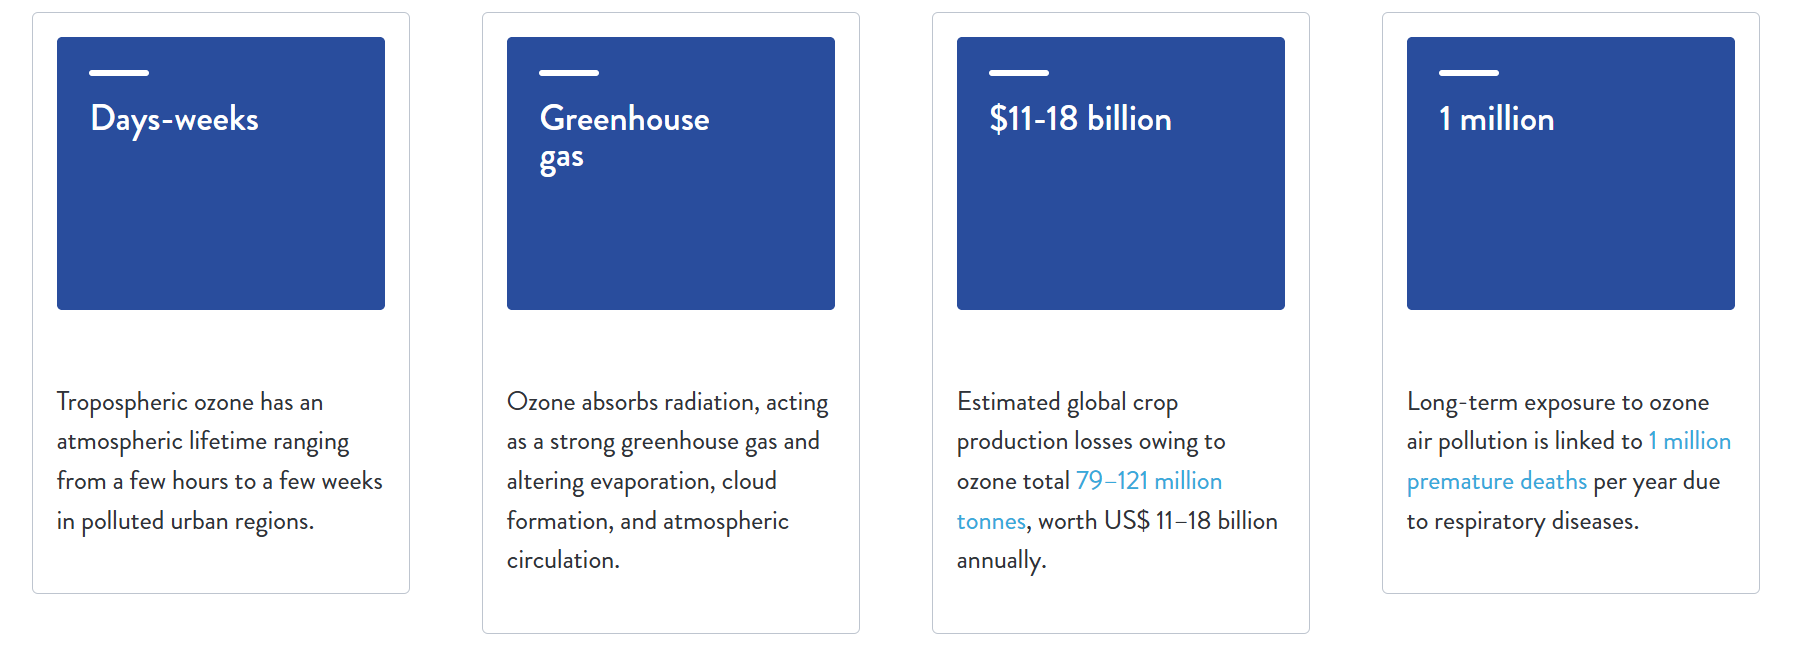 Days-weeks
Tropospheric ozone has an
atmospheric lifetime ranging
from a few hours to a few weeks
in polluted urban regions.
Greenhouse
gas
Ozone absorbs radiation, acting
as a strong greenhouse gas and
altering evaporation, cloud
formation, and atmospheric
circulation.
$11-18 billion
Estimated global crop
production losses owing to
ozone total 79–121 million
tonnes, worth US$ 11–18 billion
annually.
1 million
Long-term exposure to ozone
air pollution is linked to 1 million
premature deaths per year due
to respiratory diseases.